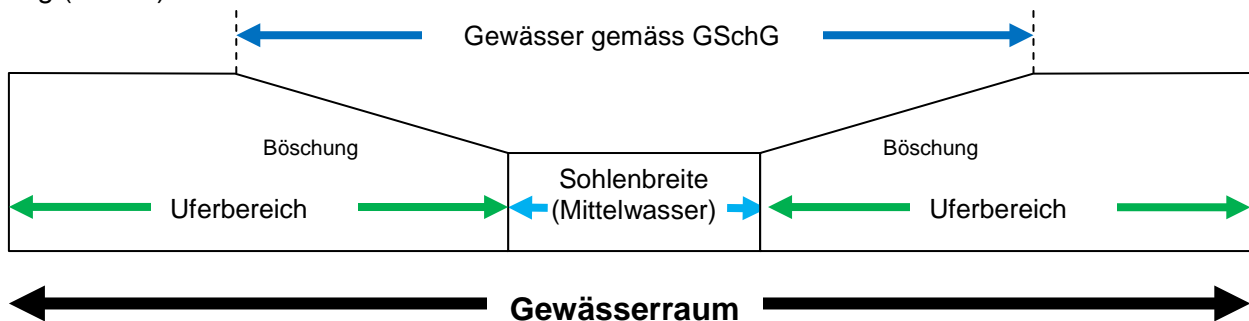 Gewässer gemäss GSchG
Böschung
Böschung
Uferbereich
Sohlenbreite
(Mittelwasser)
Uferbereich
Gewässerraum